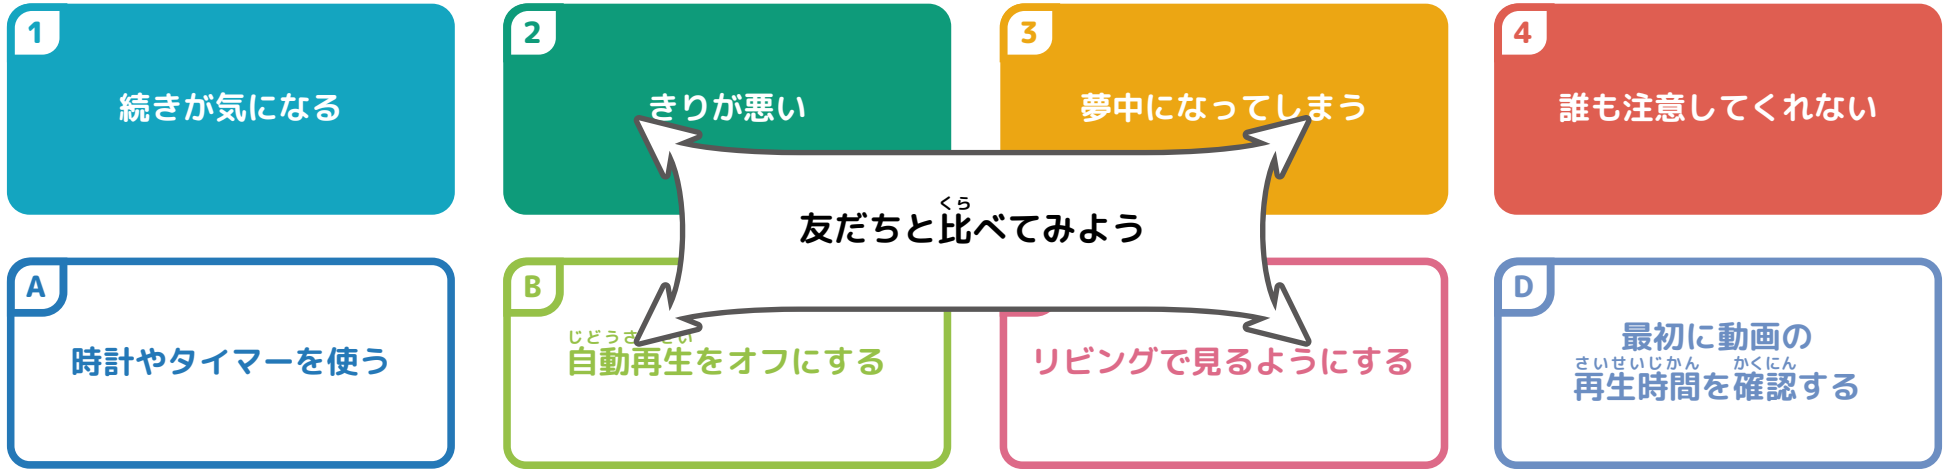 1
続きが気になる
2
きりが悪い
3
夢中になってしまう
4
誰も注意してくれない
くら
友だちと比べてみよう
A
時計やタイマーを使う
B
自動再生をオフにする
リビングで見るようにする
D
最初に動画の
さいせいじかん かくにん
再生時間を確認する